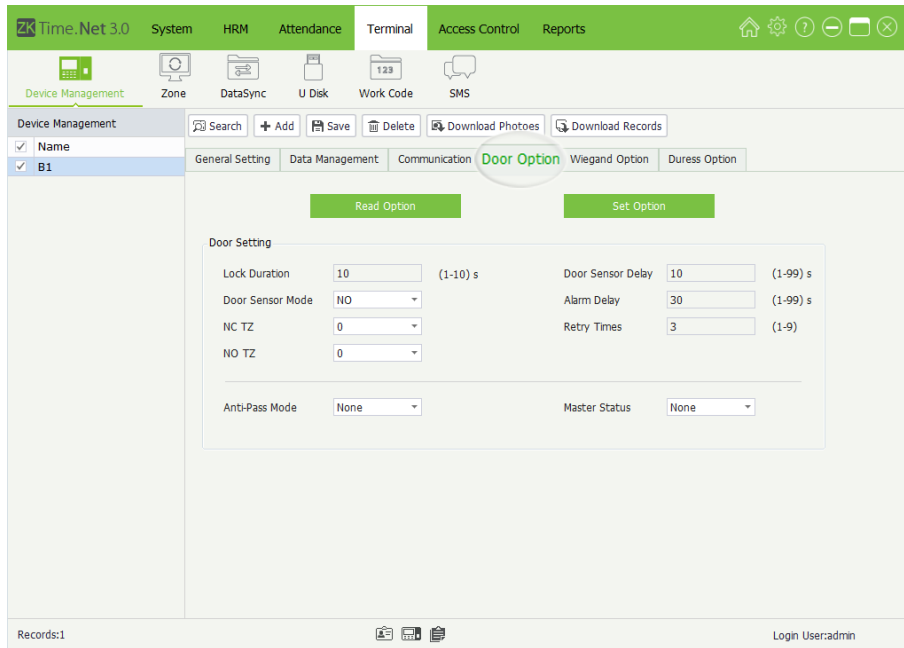 ZK Time.Net 3.0 System HRM Attendance Terminal Access Control Reports
123
Device Management Zone DataSync U Disk Work Code SMS
Device Management
Name
B1
Search Add Save Delete Download Photoes Download Records
General Setting Data Management Communication Door Option Wiegand Option Duress Option
Read Option Set Option
Door Setting
Lock Duration 10 (1-10) s Door Sensor Delay 10 (1-99) s
Door Sensor Mode NO Alarm Delay 30 (1-99) s
NC TZ 0 Retry Times 3 (1-9)
NO TZ 0
Anti-Pass Mode None Master Status None
Records:1 Login User:admin